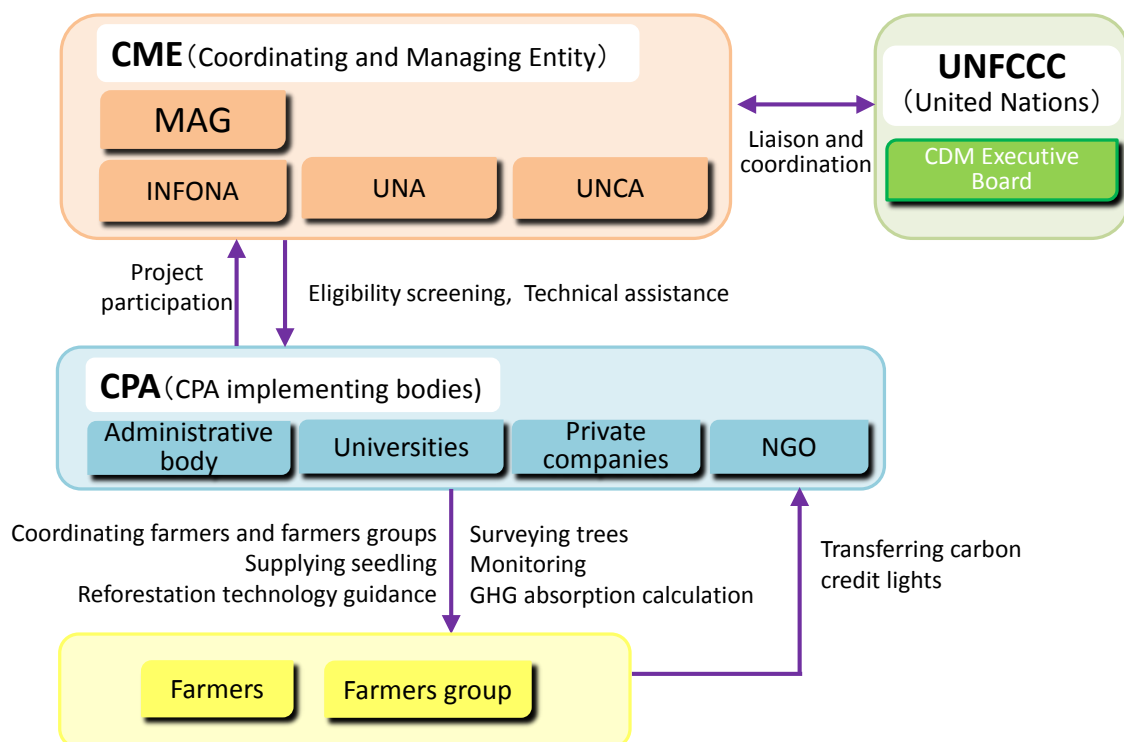 CME（Coordinating and Managing Entity）
MAG
INFONA
UNA
UNCA
UNFCCC
（United Nations）
CDM Executive
Board
Liaison and
coordination
Project
participation
Eligibility screening,  Technical assistance
CPA（CPA implementing bodies)
Administrative
body
Universities
Private
companies
NGO
Coordinating farmers and farmers groups
Supplying seedling
Reforestation technology guidance
Surveying trees
Monitoring
GHG absorption calculation
Transferring carbon
credit lights
Farmers
Farmers group